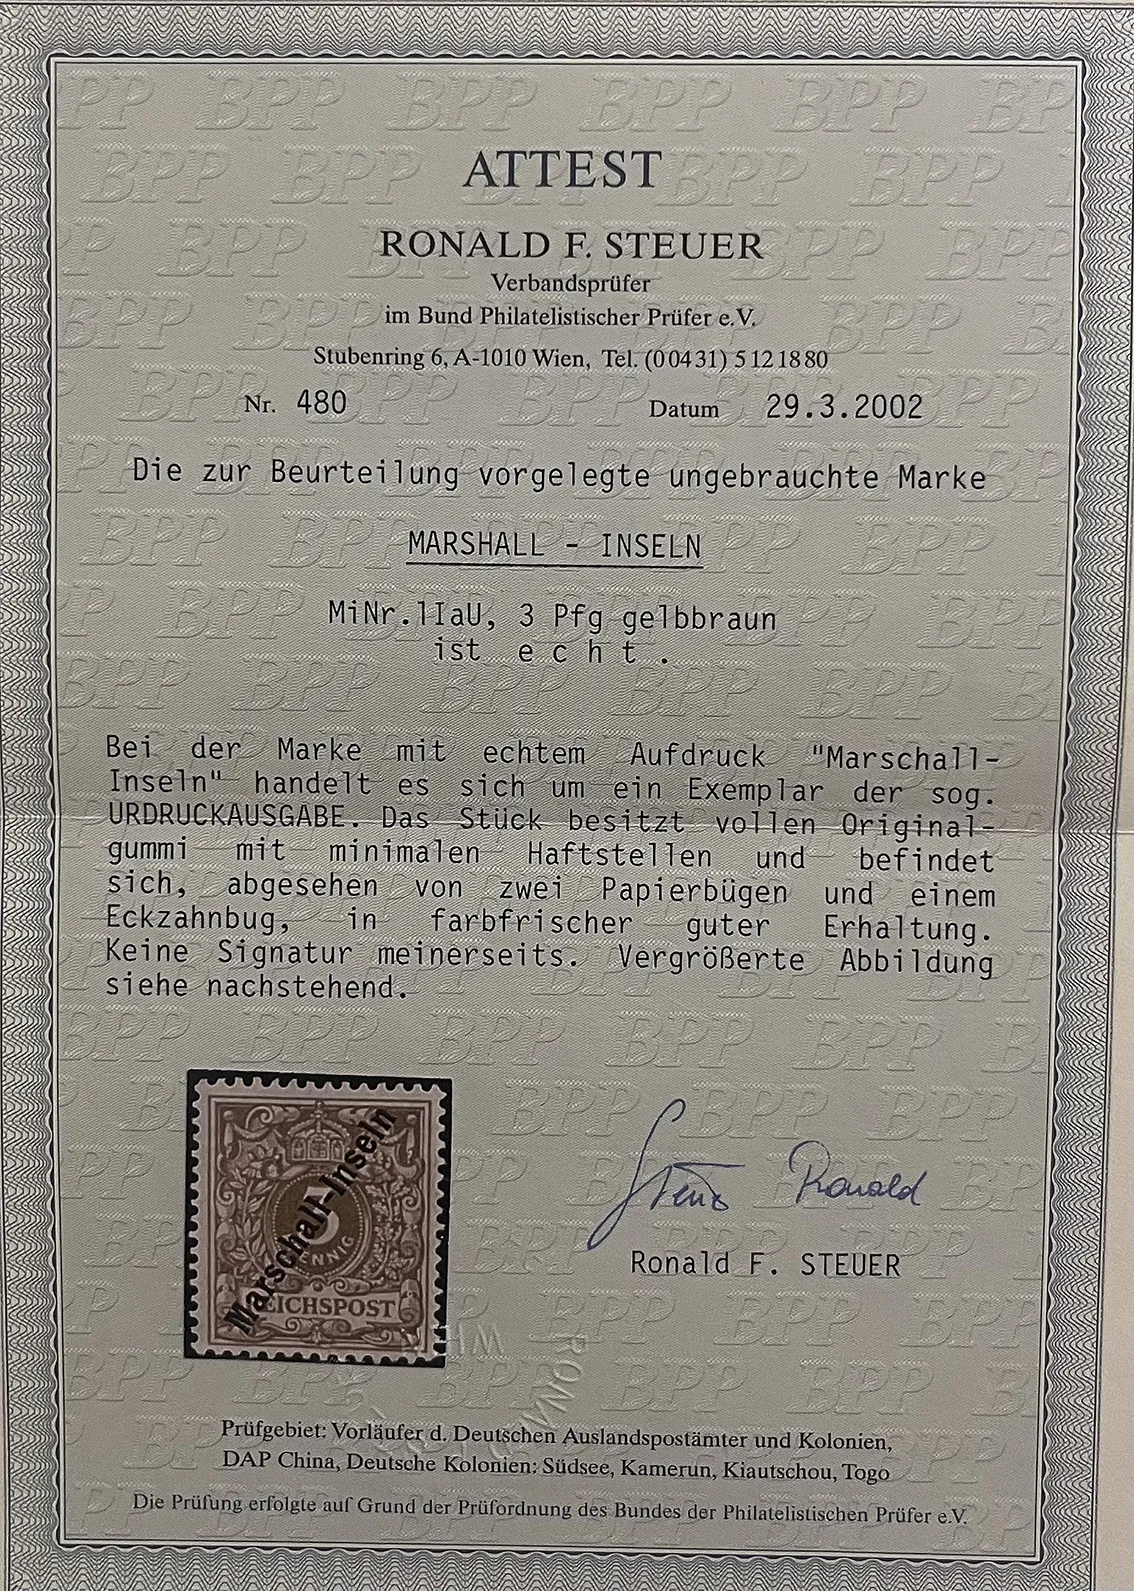 ATTEST
RONALD F. STEUER
Verbandsprüfer
im Bund Philatelistischer Prüfer e.V.
Stubenring 6, A-1010 Wien, Tel. (00431) 5121880
Nr. 480 Datum 29.3.2002
Die zur Beurteilung vorgelegte ungebrauchte Marke
MARSHALL - INSELN
MiNr.1IaU, 3 Pfg gelbbraun
ist e c h t .
Bei der Marke mit echtem Aufdruck "Marschall-
Inseln" handelt es sich um ein Exemplar der sog.
URDRUCKAUSGABE. Das Stück besitzt vollen Original-
gummi mit minimalen Haftstellen und befindet
sich, abgesehen von zwei Papierbügen und einem
Eckzahnbug, in farbfrischer guter Erhaltung.
Keine Signatur meinerseits. Vergrößerte Abbildung
siehe nachstehend.
Marschall-Inseln
3
PFENNIG
REICHSPOST
Steuer Ronald
Ronald F. STEUER
Prüfgebiet: Vorläufer d. Deutschen Auslandspostämter und Kolonien,
DAP China, Deutsche Kolonien: Südsee, Kamerun, Kiautschou, Togo
Die Prüfung erfolgte auf Grund der Prüfordnung des Bundes der Philatelistischen Prüfer e.V.